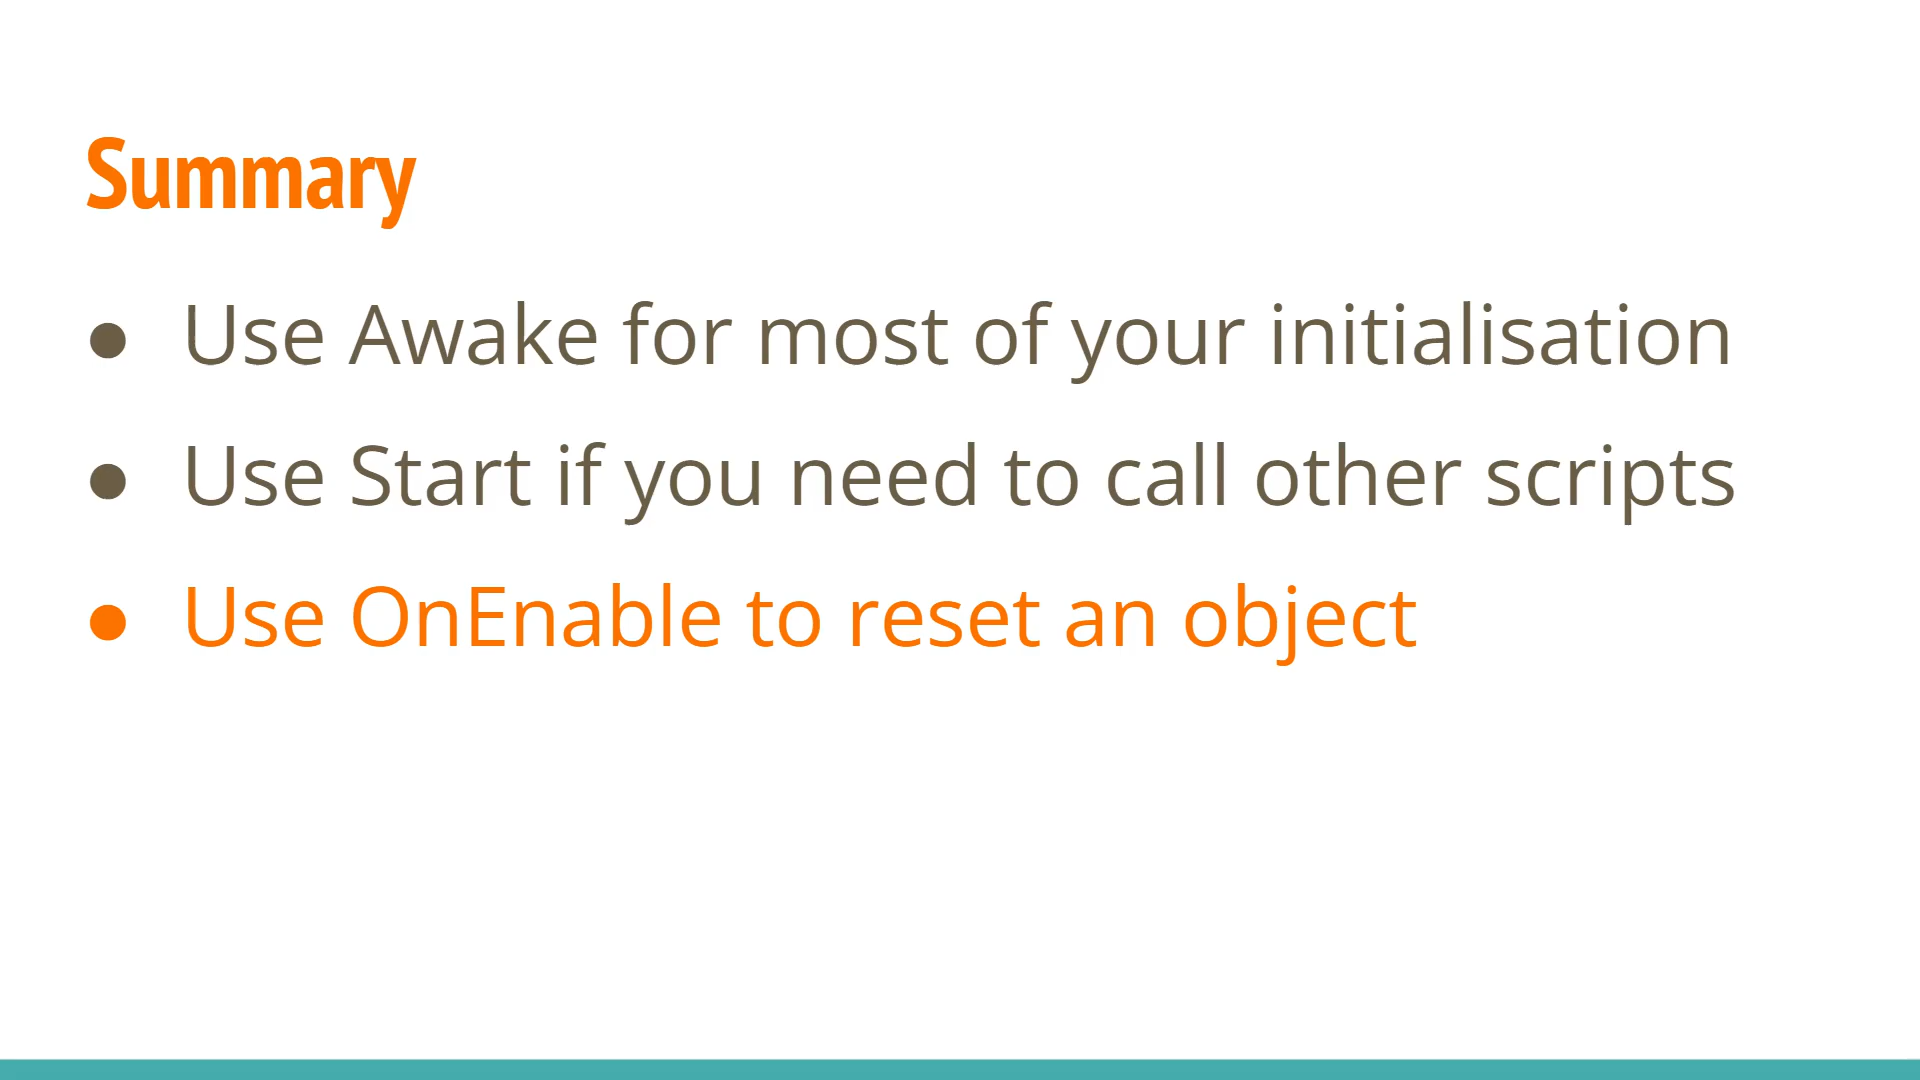 Summary
● Use Awake for most of your initialisation
● Use Start if you need to call other scripts
● Use OnEnable to reset an object